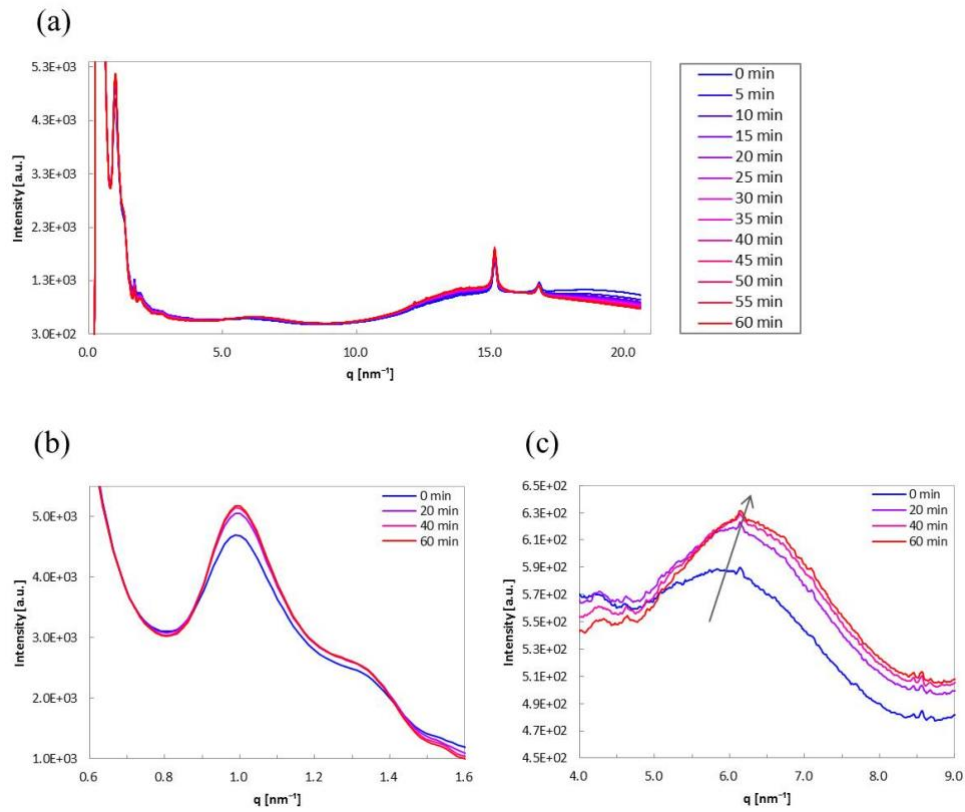 (a)
5.3E+03
4.3E+03
3.3E+03
2.3E+03
1.3E+03
3.0E+02
Intensity [a.u.]
0.0 5.0 10.0 15.0 20.0
q [nm⁻¹]
0 min
5 min
10 min
15 min
20 min
25 min
30 min
35 min
40 min
45 min
50 min
55 min
60 min
(b)
5.0E+03
4.0E+03
3.0E+03
2.0E+03
1.0E+03
Intensity [a.u.]
0.6 0.8 1.0 1.2 1.4 1.6
q [nm⁻¹]
0 min
20 min
40 min
60 min
(c)
6.5E+02
6.3E+02
6.1E+02
5.9E+02
5.7E+02
5.5E+02
5.3E+02
5.1E+02
4.9E+02
4.7E+02
4.5E+02
Intensity [a.u.]
4.0 5.0 6.0 7.0 8.0 9.0
q [nm⁻¹]
0 min
20 min
40 min
60 min